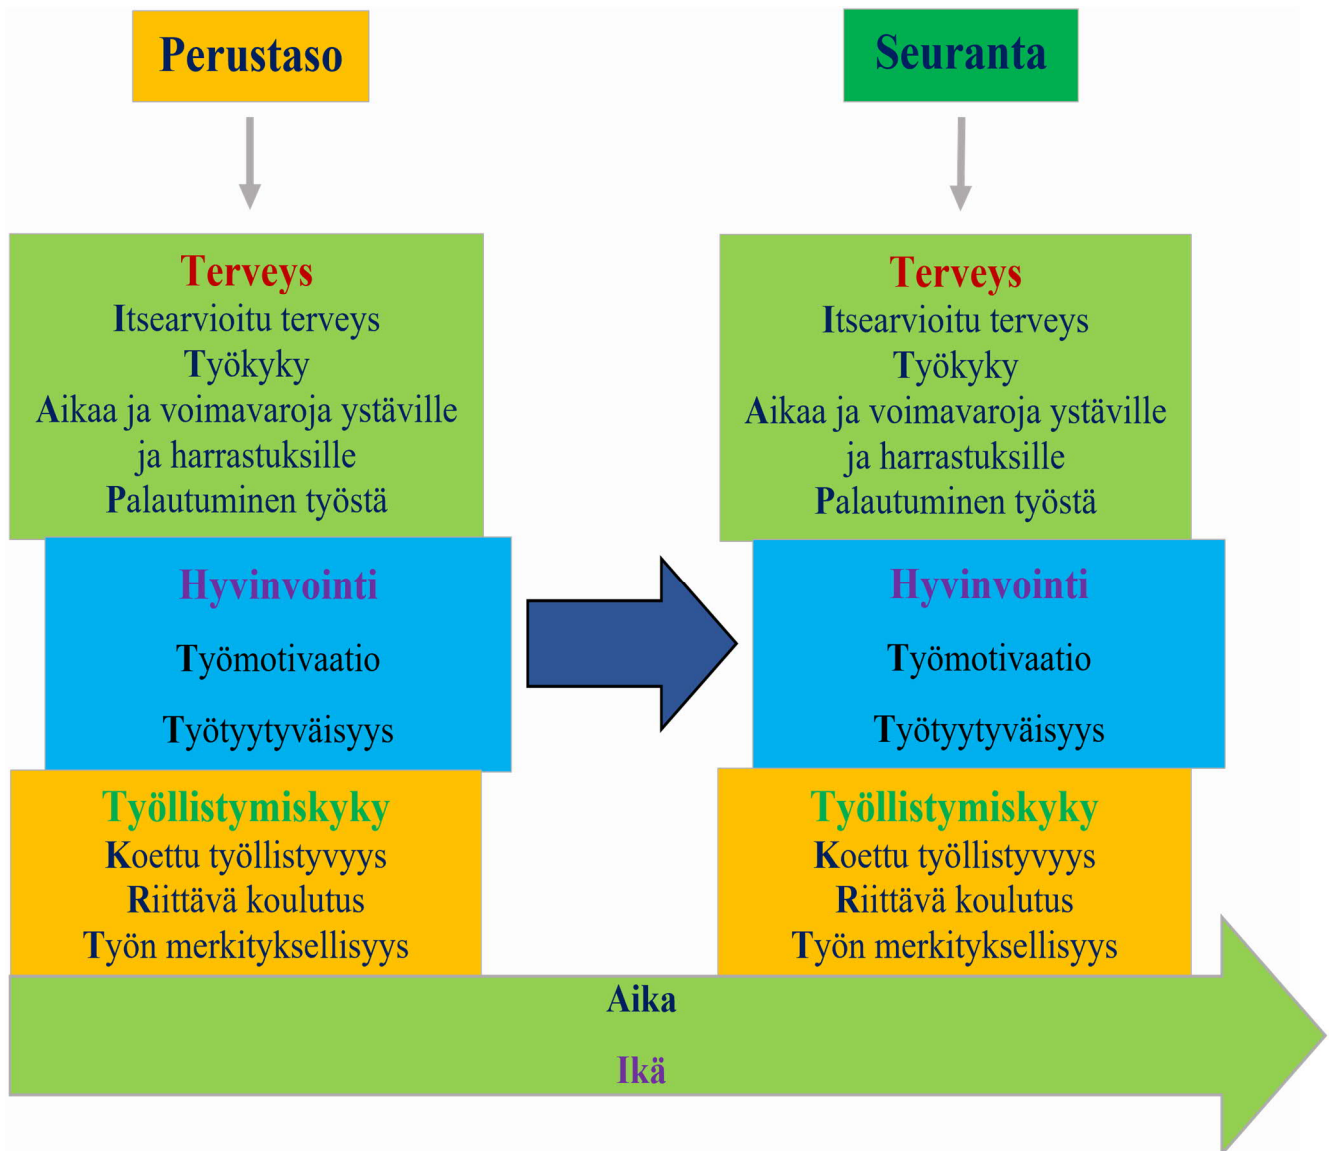 Perustaso
Seuranta
Terveys
Itsearvioitu terveys
Työkyky
Aikaa ja voimavaroja ystäville
ja harrastuksille
Palautuminen työstä
Hyvinvointi
Työmotivaatio
Työtyytyväisyys
Työllistymiskyky
Koettu työllistyvyys
Riittävä koulutus
Työn merkityksellisyys
Terveys
Itsearvioitu terveys
Työkyky
Aikaa ja voimavaroja ystäville
ja harrastuksille
Palautuminen työstä
Hyvinvointi
Työmotivaatio
Työtyytyväisyys
Työllistymiskyky
Koettu työllistyvyys
Riittävä koulutus
Työn merkityksellisyys
Aika
Ikä